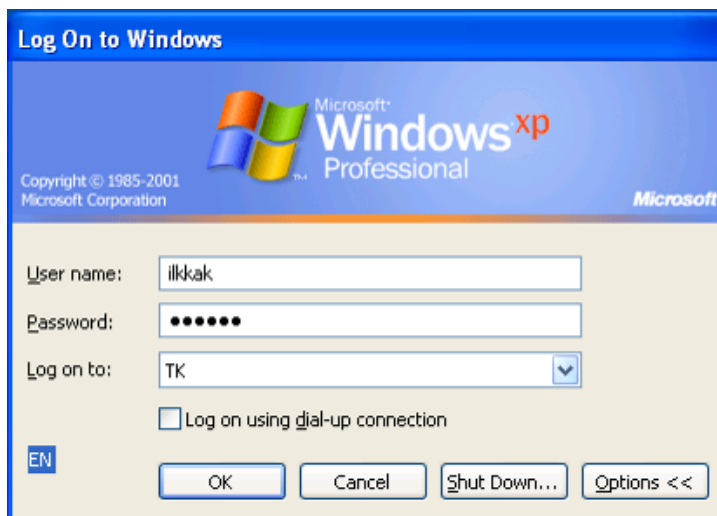 Log On to Windows
Microsoft®
Windows xp
Professional
TM
Copyright © 1985-2001
Microsoft Corporation
Microsoft
User name: ilkkak
Password: ●●●●●●
Log on to: TK
Log on using dial-up connection
EN
OK Cancel Shut Down... Options <<